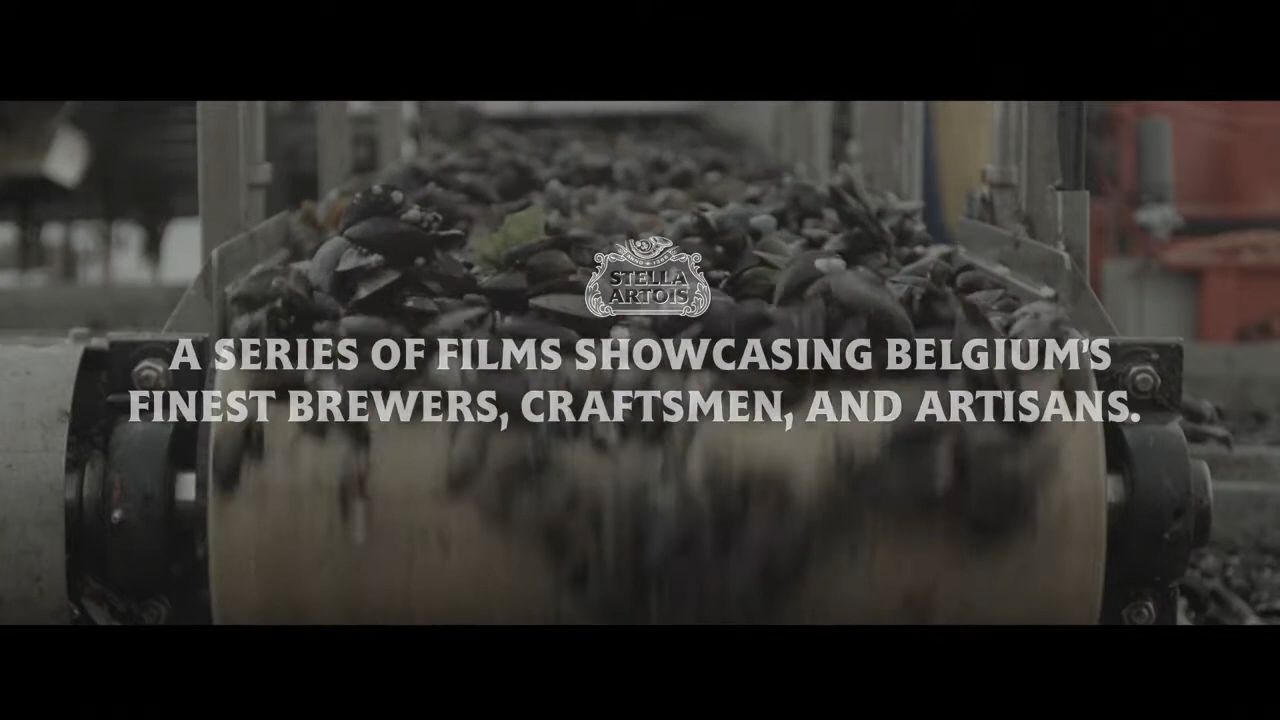 STELLA
ARTOIS
A SERIES OF FILMS SHOWCASING BELGIUM'S
FINEST BREWERS, CRAFTSMEN, AND ARTISANS.